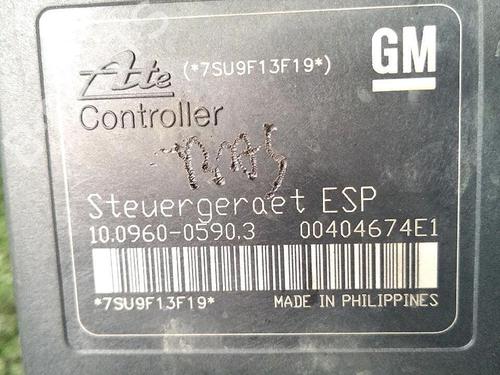 Ate (*7SU9F13F19*) GM
Controller
Steuergeraet ESP
10.0960-0590.3 00404674E1
*7SU9F13F19* MADE IN PHILIPPINES